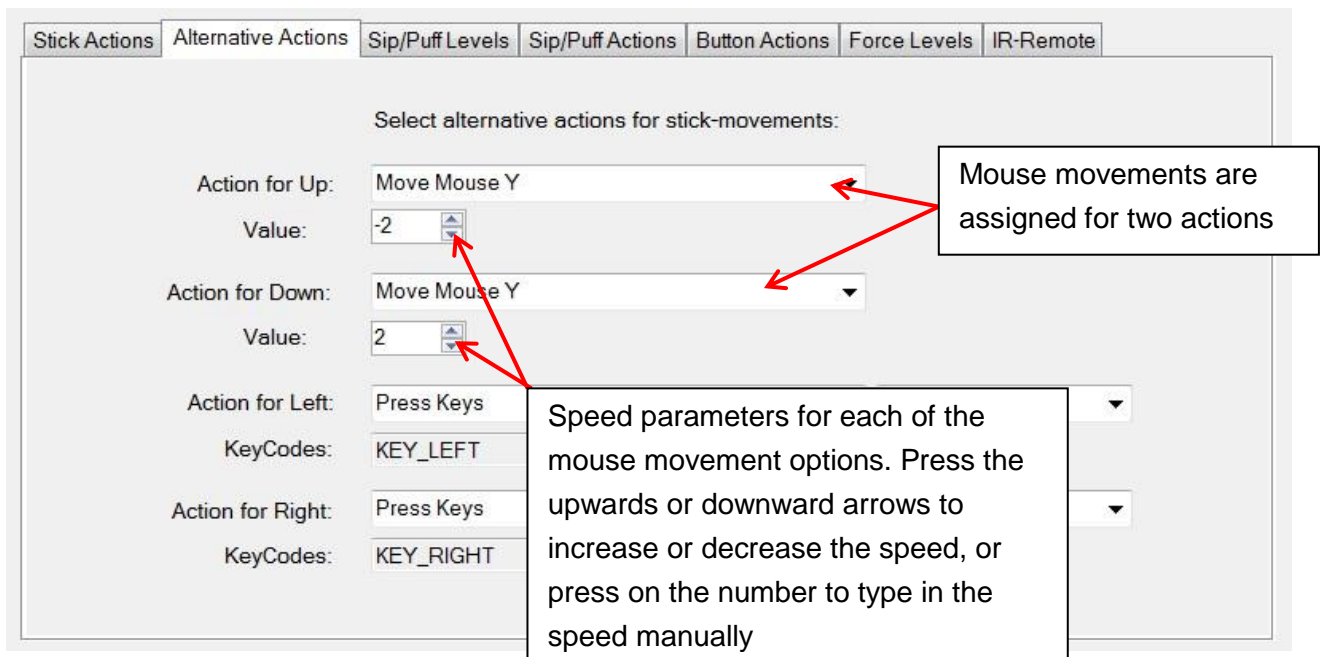 Stick Actions Alternative Actions Sip/Puff Levels Sip/Puff Actions Button Actions Force Levels IR-Remote
Select alternative actions for stick-movements:
Action for Up: Move Mouse Y
Value: -2
Mouse movements are
assigned for two actions
Action for Down: Move Mouse Y
Value: 2
Action for Left: Press Keys
KeyCodes: KEY_LEFT
Action for Right: Press Keys
KeyCodes: KEY_RIGHT
Speed parameters for each of the
mouse movement options. Press the
upwards or downward arrows to
increase or decrease the speed, or
press on the number to type in the
speed manually